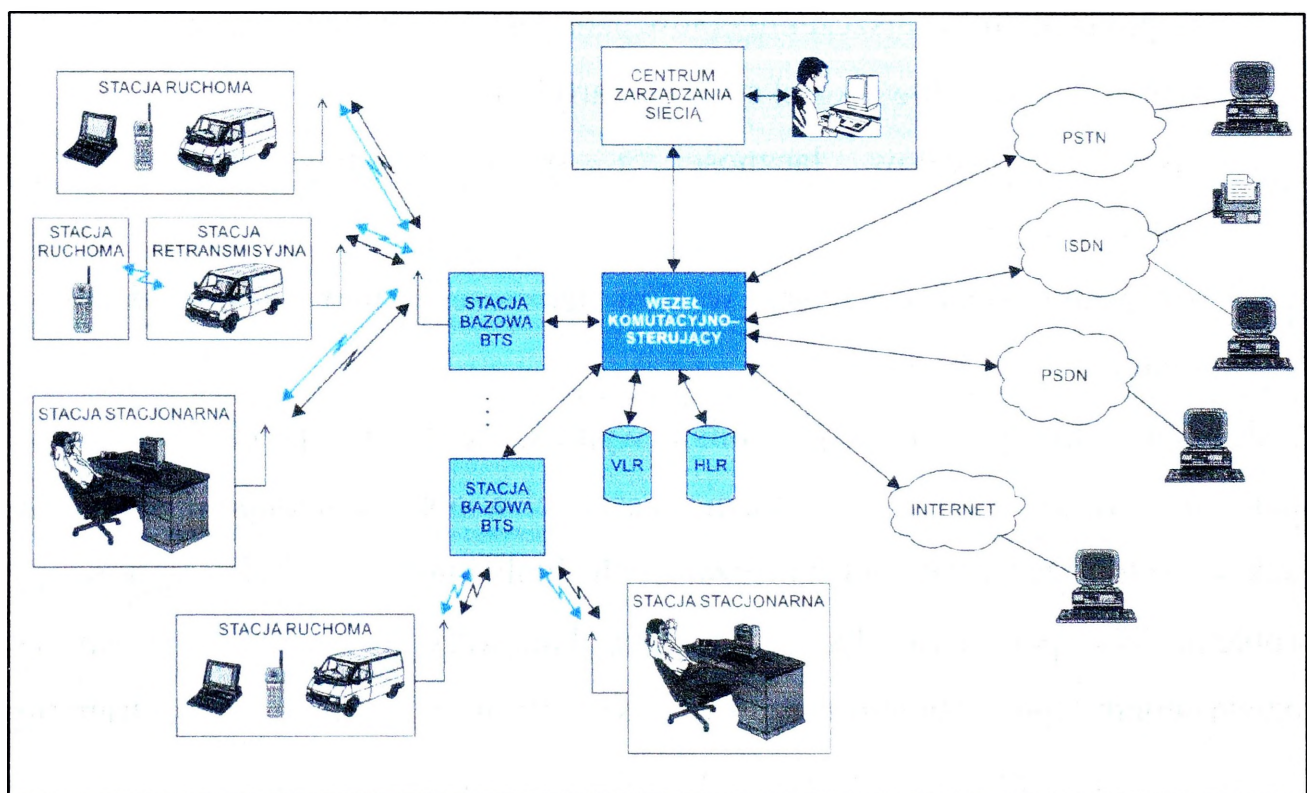 STACJA RUCHOMA
STACJA
RUCHOMA
STACJA
RETRANSMISYJNA
STACJA STACJONARNA
STACJA
BAZOWA
BTS
STACJA
BAZOWA
BTS
STACJA RUCHOMA
STACJA STACJONARNA
CENTRUM
ZARZĄDZANIA
SIECIĄ
WĘZEŁ
KOMUTACYJNO–
STERUJĄCY
VLR
HLR
PSTN
ISDN
PSDN
INTERNET